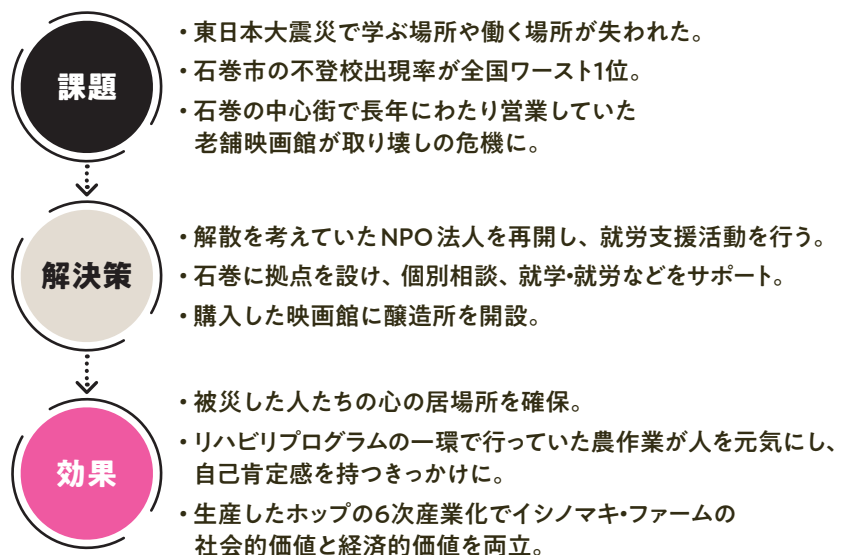 課題
・東日本大震災で学ぶ場所や働く場所が失われた。
・石巻市の不登校出現率が全国ワースト1位。
・石巻の中心街で長年にわたり営業していた
老舗映画館が取り壊しの危機に。
解決策
・解散を考えていたNPO法人を再開し、就労支援活動を行う。
・石巻に拠点を設け、個別相談、就学・就労などをサポート。
・購入した映画館に醸造所を開設。
効果
・被災した人たちの心の居場所を確保。
・リハビリプログラムの一環で行っていた農作業が人を元気にし、
自己肯定感を持つきっかけに。
・生産したホップの6次産業化でイシノマキ・ファームの
社会的価値と経済的価値を両立。